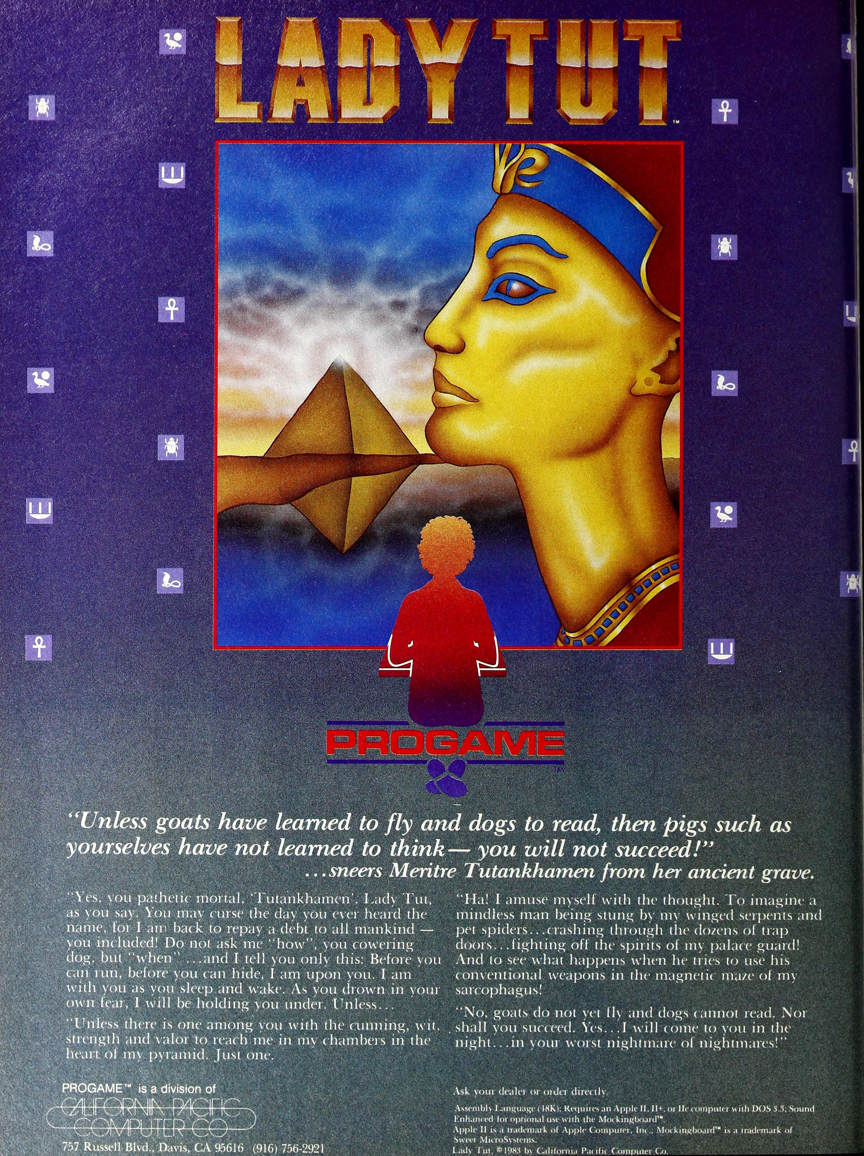 LADY TUT™
PROGAME
"Unless goats have learned to fly and dogs to read, then pigs such as
yourselves have not learned to think — you will not succeed!"
...sneers Meritre Tutankhamen from her ancient grave.
"Yes, you pathetic mortal. 'Tutankhamen'. Lady Tut,
as you say. You may curse the day you ever heard the
name, for I am back to repay a debt to all mankind —
you included! Do not ask me "how", you cowering
dog, but "when" ...and I tell you only this: Before you
can run, before you can hide, I am upon you. I am
with you as you sleep and wake. As you drown in your
own fear, I will be holding you under. Unless...
"Unless there is one among you with the cunning, wit,
strength and valor to reach me in my chambers in the
heart of my pyramid. Just one.
"Ha! I amuse myself with the thought. To imagine a
mindless man being stung by my winged serpents and
pet spiders...crashing through the dozens of trap
doors...fighting off the spirits of my palace guard!
And to see what happens when he tries to use his
conventional weapons in the magnetic maze of my
sarcophagus!
"No, goats do not yet fly and dogs cannot read. Nor
shall you succeed. Yes...I will come to you in the
night...in your worst nightmare of nightmares!"
PROGAME™ is a division of
CALIFORNIA PACIFIC
COMPUTER CO
757 Russell Blvd., Davis, CA 95616 (916) 756-2921
Ask your dealer or order directly.
Assembly Language (48K); Requires an Apple II, II+, or IIe computer with DOS 3.3; Sound
Enhanced for optional use with the Mockingboard™.
Apple II is a trademark of Apple Computer, Inc., Mockingboard™ is a trademark of
Sweet MicroSystems.
Lady Tut, ©1983 by California Pacific Computer Co.